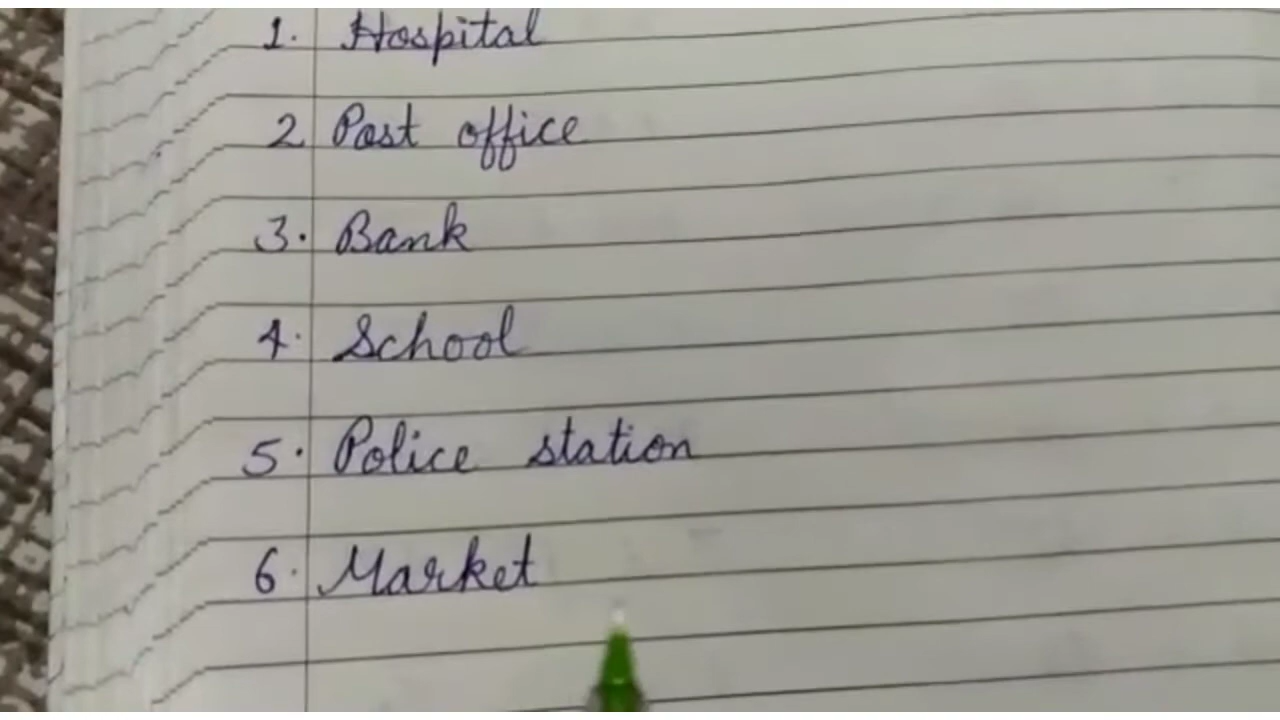 1. Hospital
2 Post office
3. Bank
4. School
5. Police station
6. Market